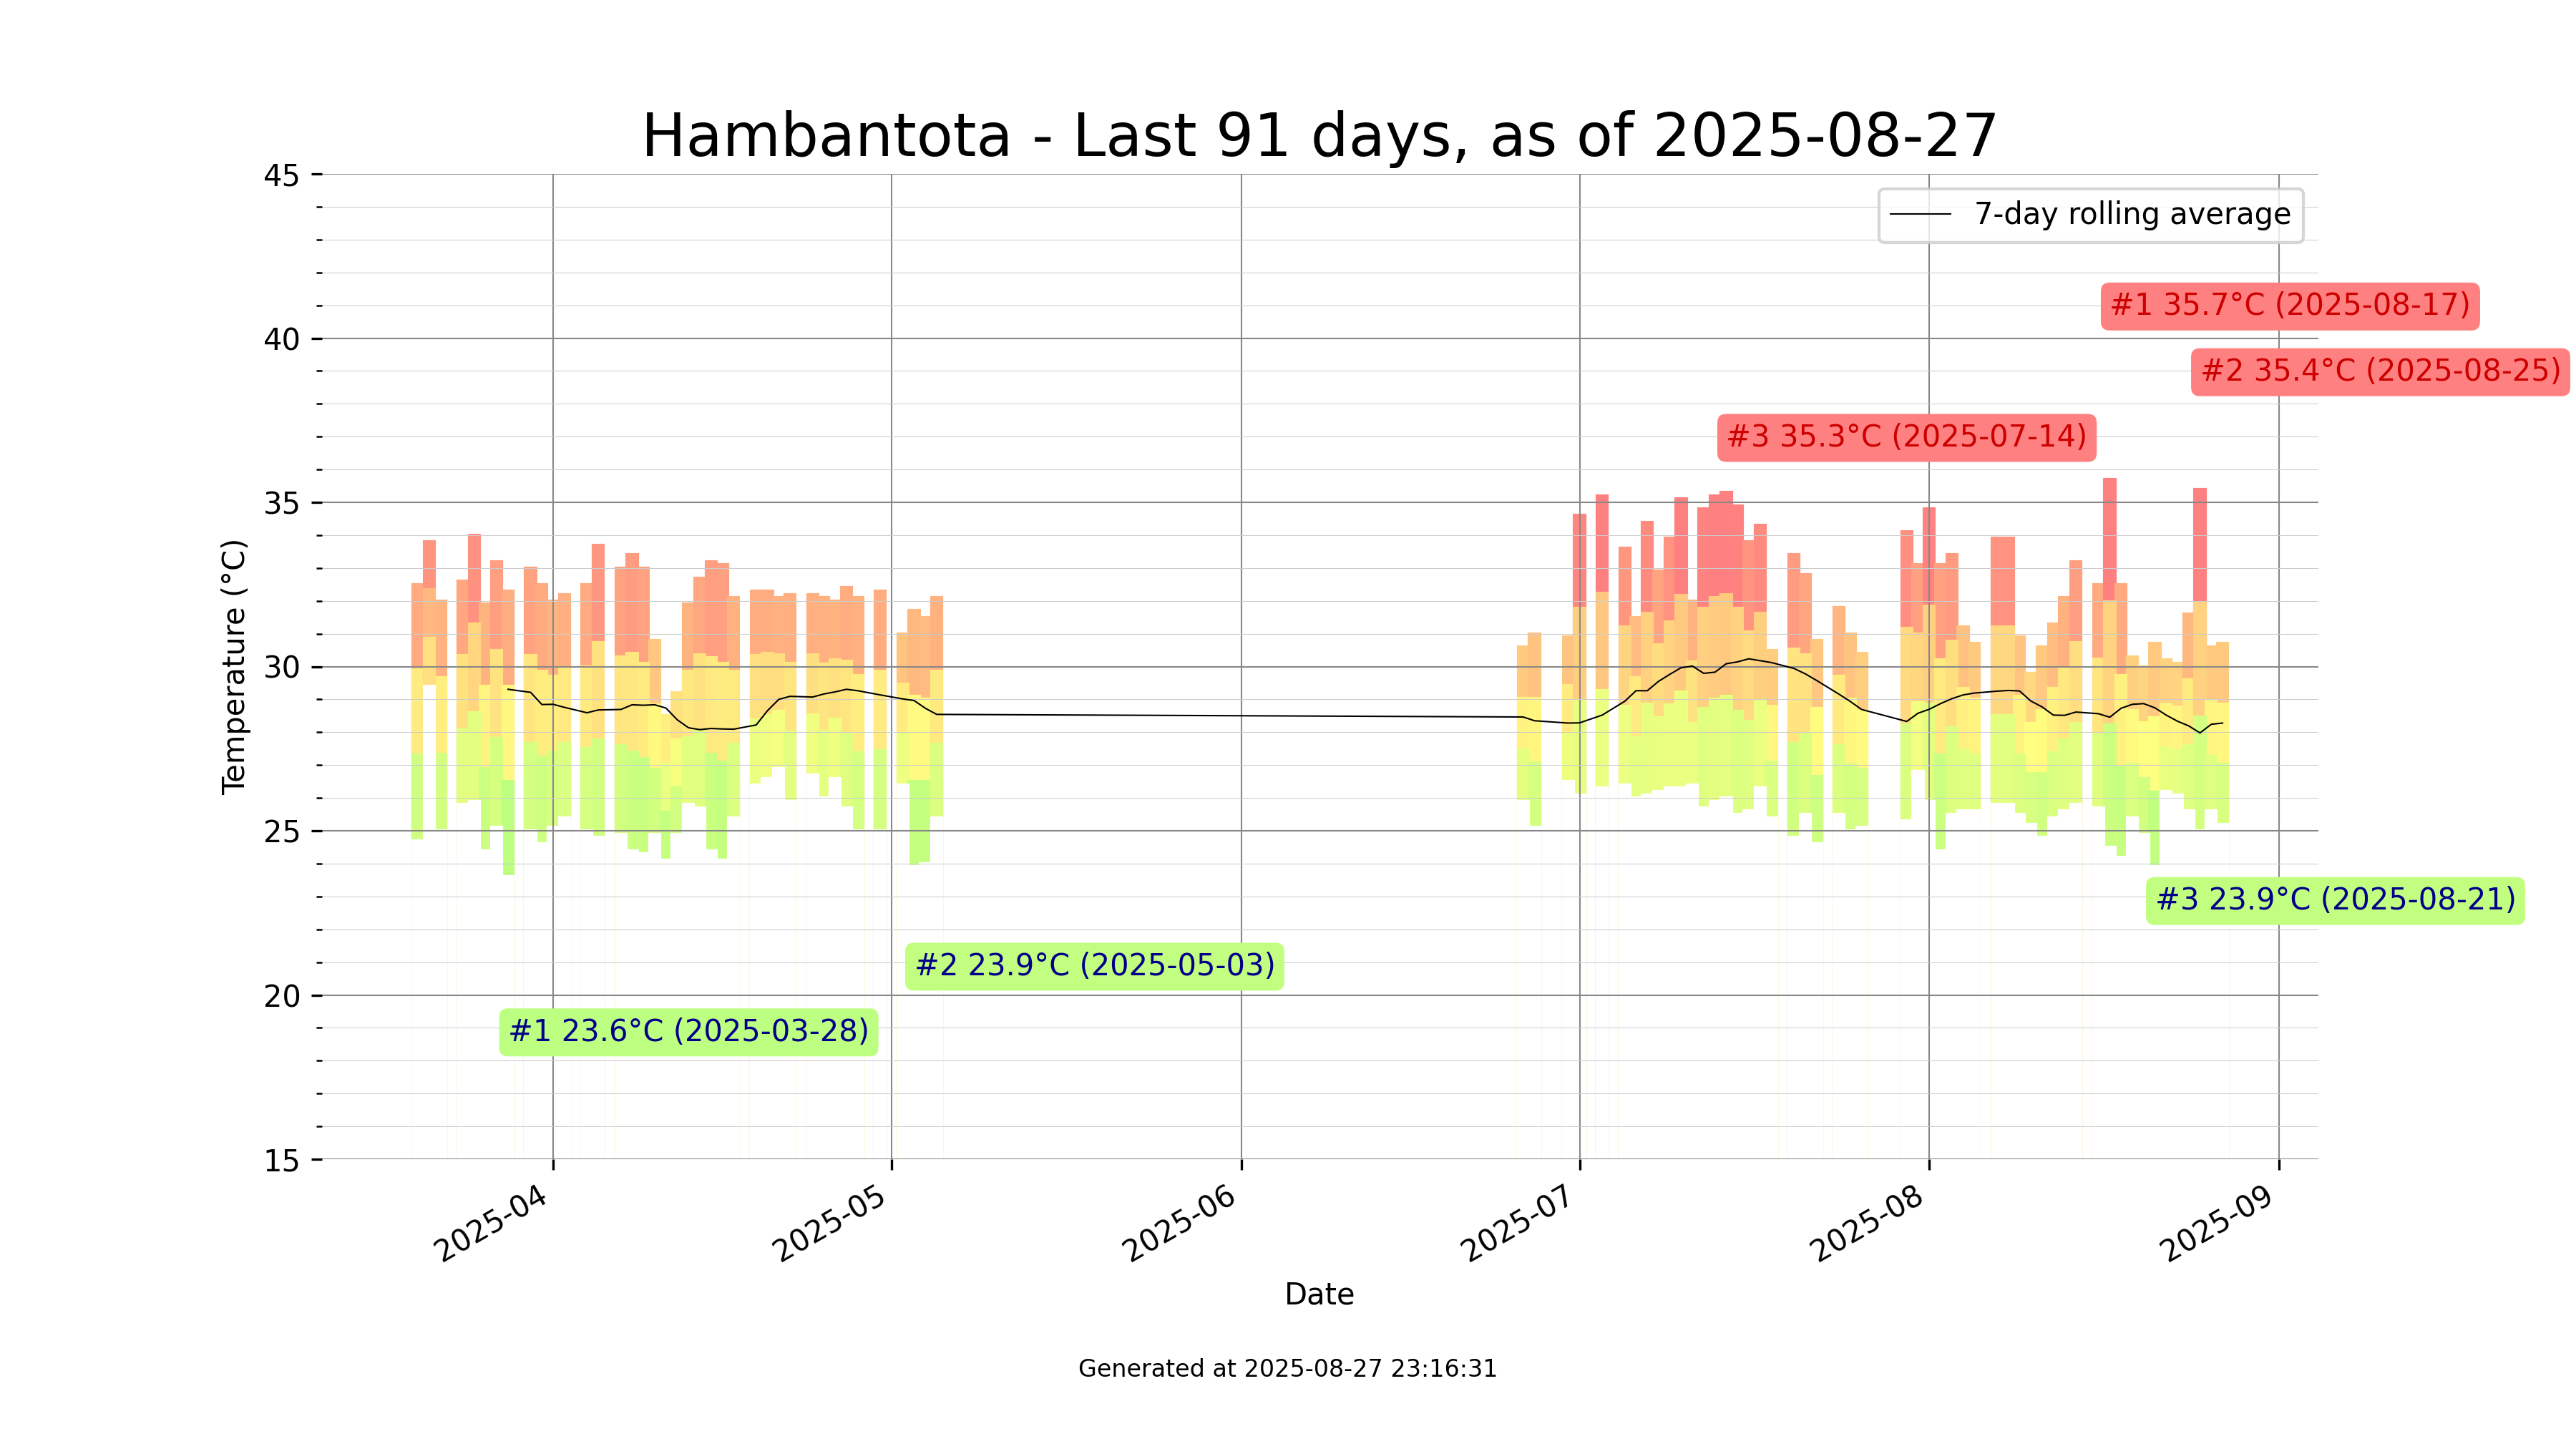 Hambantota - Last 91 days, as of 2025-08-27
45
40
35
30
25
20
15
Temperature (°C)
7-day rolling average
#1 35.7°C (2025-08-17)
#2 35.4°C (2025-08-25)
#3 35.3°C (2025-07-14)
#3 23.9°C (2025-08-21)
#2 23.9°C (2025-05-03)
#1 23.6°C (2025-03-28)
2025-04
2025-05
2025-06
2025-07
2025-08
2025-09
Date
Generated at 2025-08-27 23:16:31